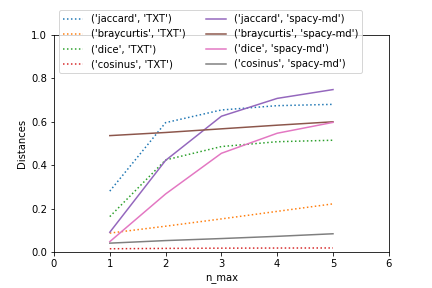 ('jaccard', 'TXT') ('jaccard', 'spacy-md')
('braycurtis', 'TXT') ('braycurtis', 'spacy-md')
('dice', 'TXT') ('dice', 'spacy-md')
('cosinus', 'TXT') ('cosinus', 'spacy-md')
1.0
0.8
0.6
0.4
0.2
0.0
Distances
0 1 2 3 4 5 6
n_max